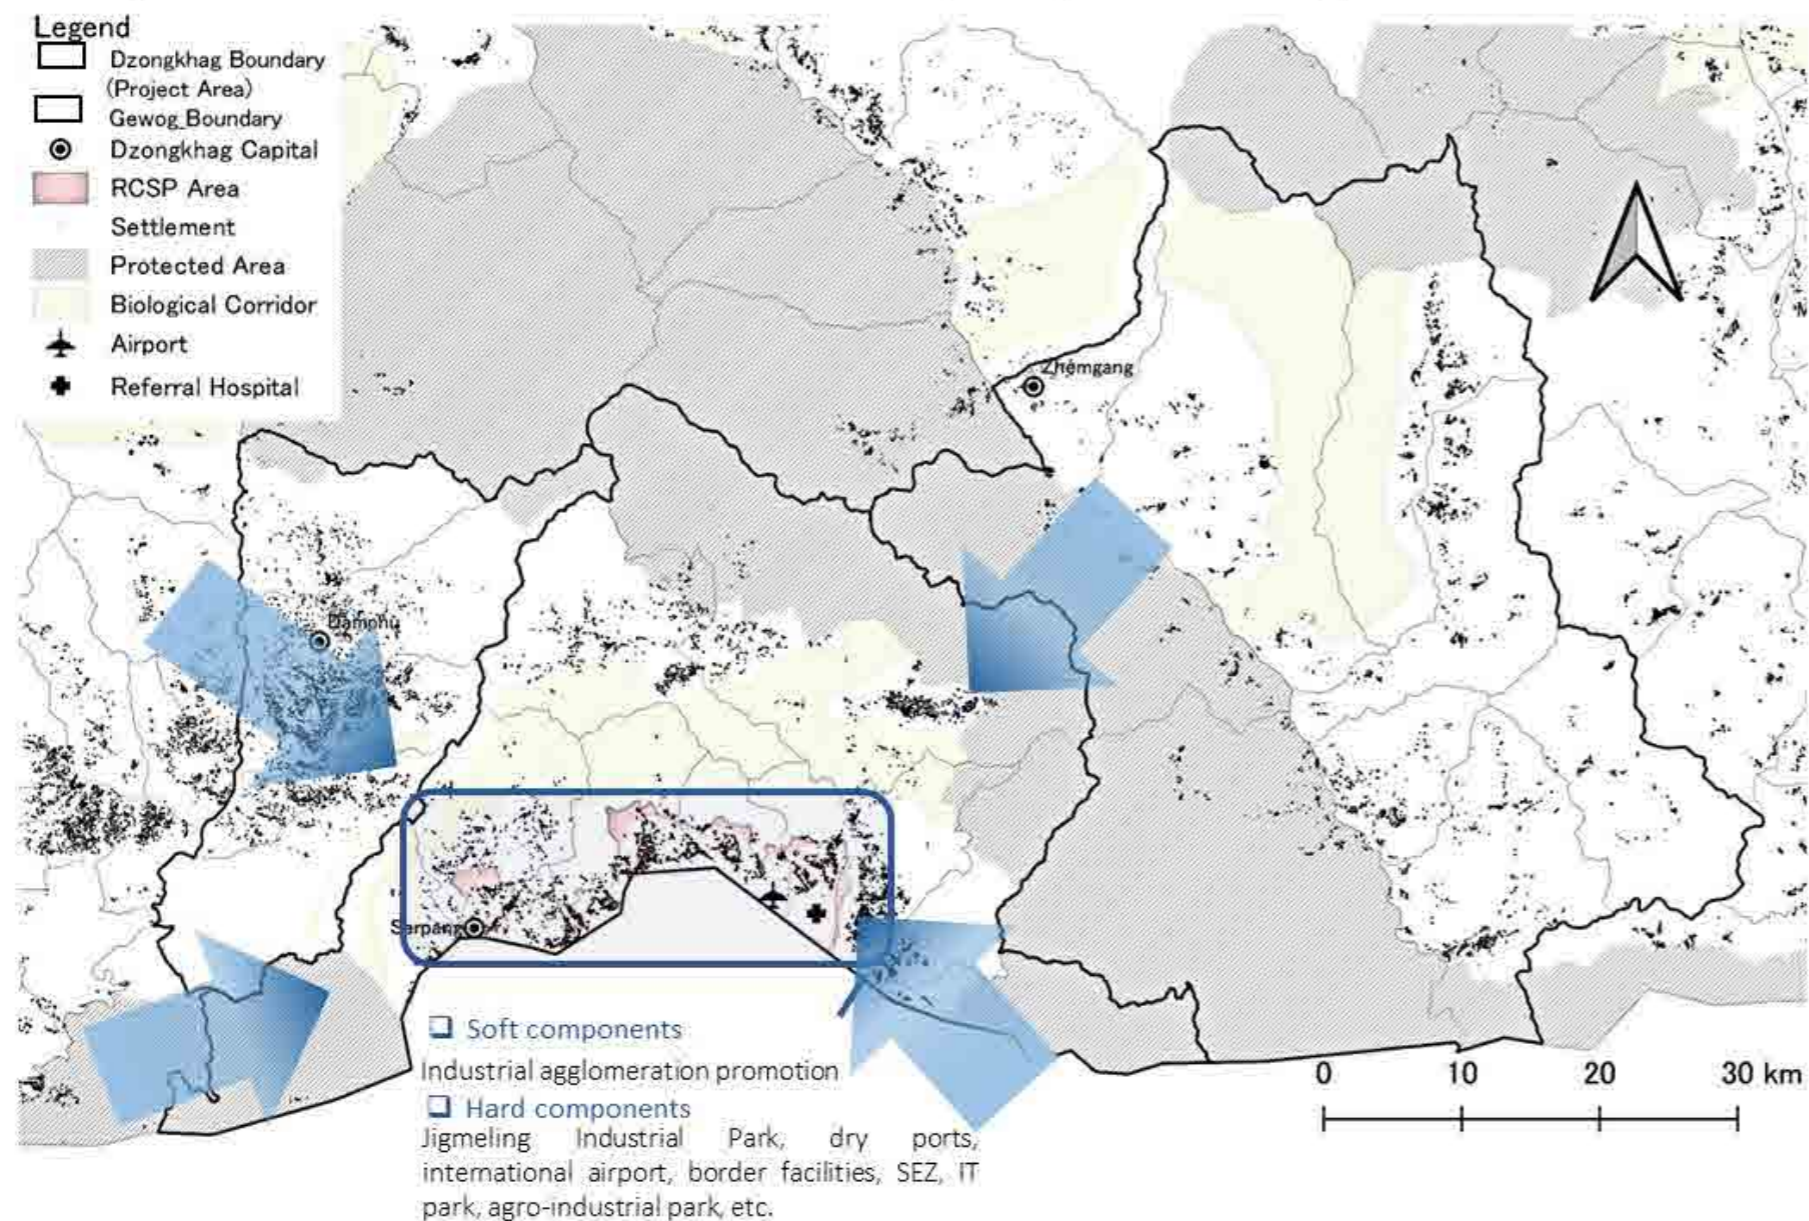 Legend
Dzongkhag Boundary
(Project Area)
Gewog Boundary
Dzongkhag Capital
RCSP Area
Settlement
Protected Area
Biological Corridor
Airport
Referral Hospital
Zhemgang
Damphu
Sarpang
Soft components
Industrial agglomeration promotion
Hard components
Jigmeling Industrial Park, dry ports,
international airport, border facilities, SEZ, IT
park, agro-industrial park, etc.
0 10 20 30 km